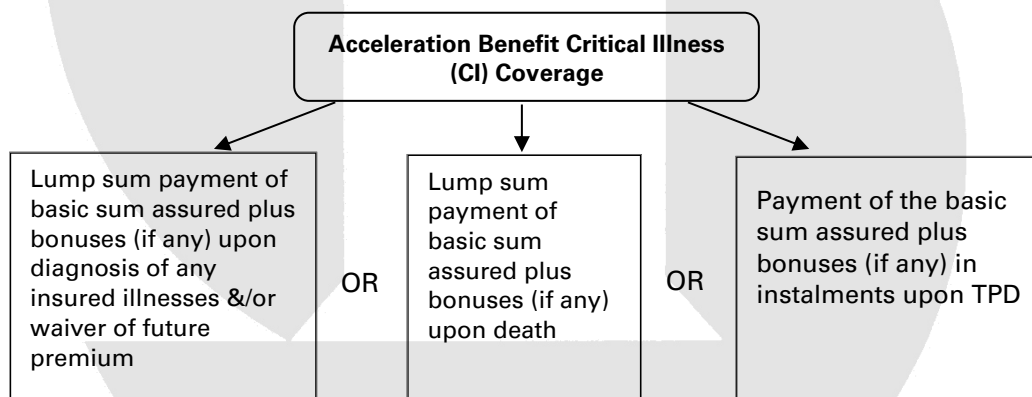 Acceleration Benefit Critical Illness
(CI) Coverage
Lump sum payment of
basic sum assured plus
bonuses (if any) upon
diagnosis of any
insured illnesses &/or
waiver of future
premium
OR
Lump sum
payment of
basic sum
assured plus
bonuses (if any)
upon death
OR
Payment of the basic
sum assured plus
bonuses (if any) in
instalments upon TPD